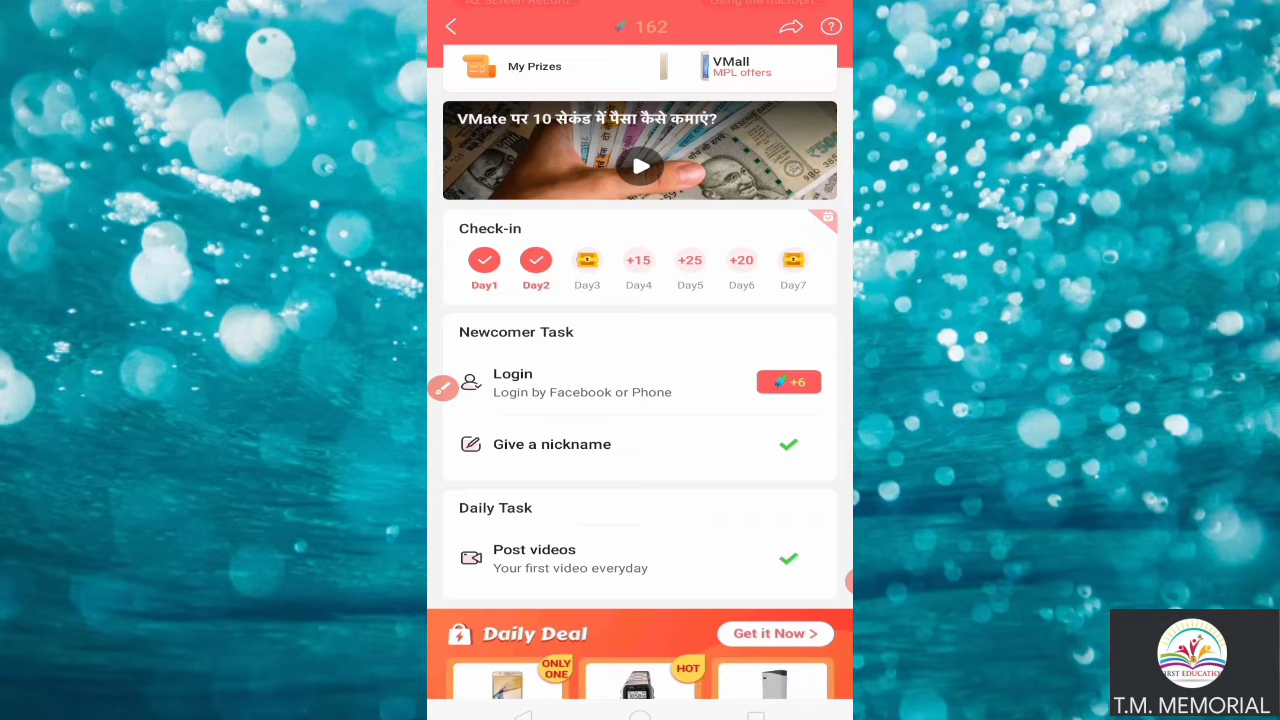 162
My Prizes
VMall
MPL offers
VMate पर 10 सेकंड में पैसा कैसे कमाएं?
Check-in
+15
+25
+20
Day1
Day2
Day3
Day4
Day5
Day6
Day7
Newcomer Task
Login
Login by Facebook or Phone
+6
Give a nickname
Daily Task
Post videos
Your first video everyday
Daily Deal
Get it Now >
ONLY
ONE
HOT
FIRST EDUCATION
T.M. MEMORIAL